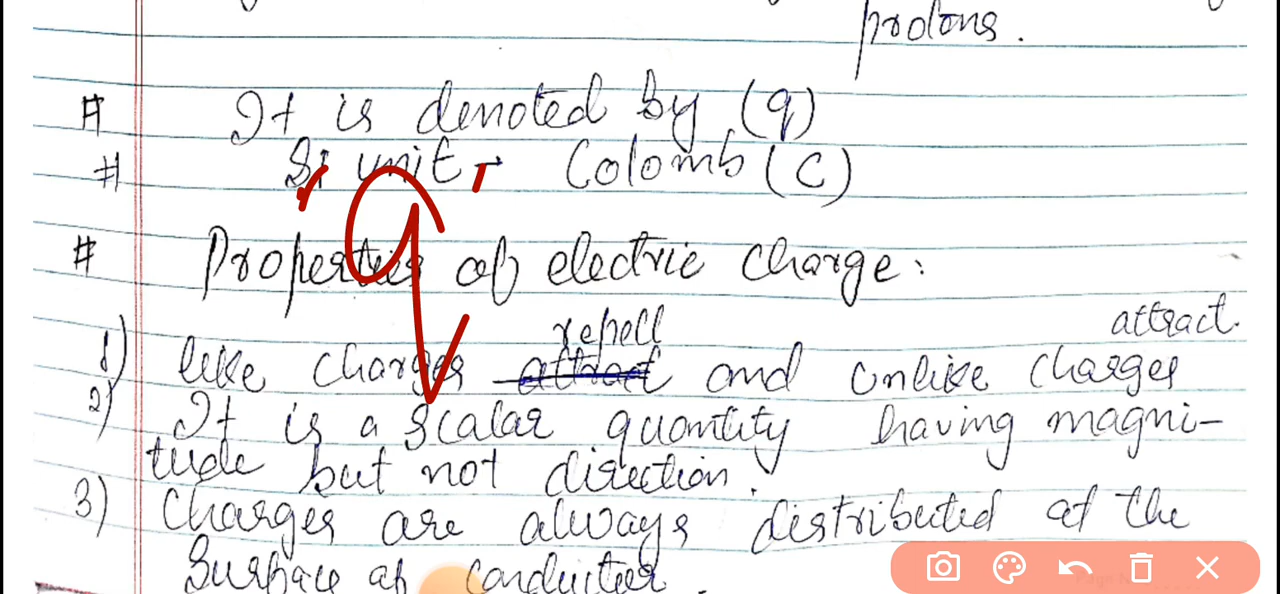 protons.
# It is denoted by (q)
# SI unit - Colomb (C)
q
# Properties of electric charge:
repell attract.
1) like charges attract and unlike charges
2) It is a scalar quantity having magni-
tude but not direction.
3) Charges are always distributed at the
Surface of conducter.